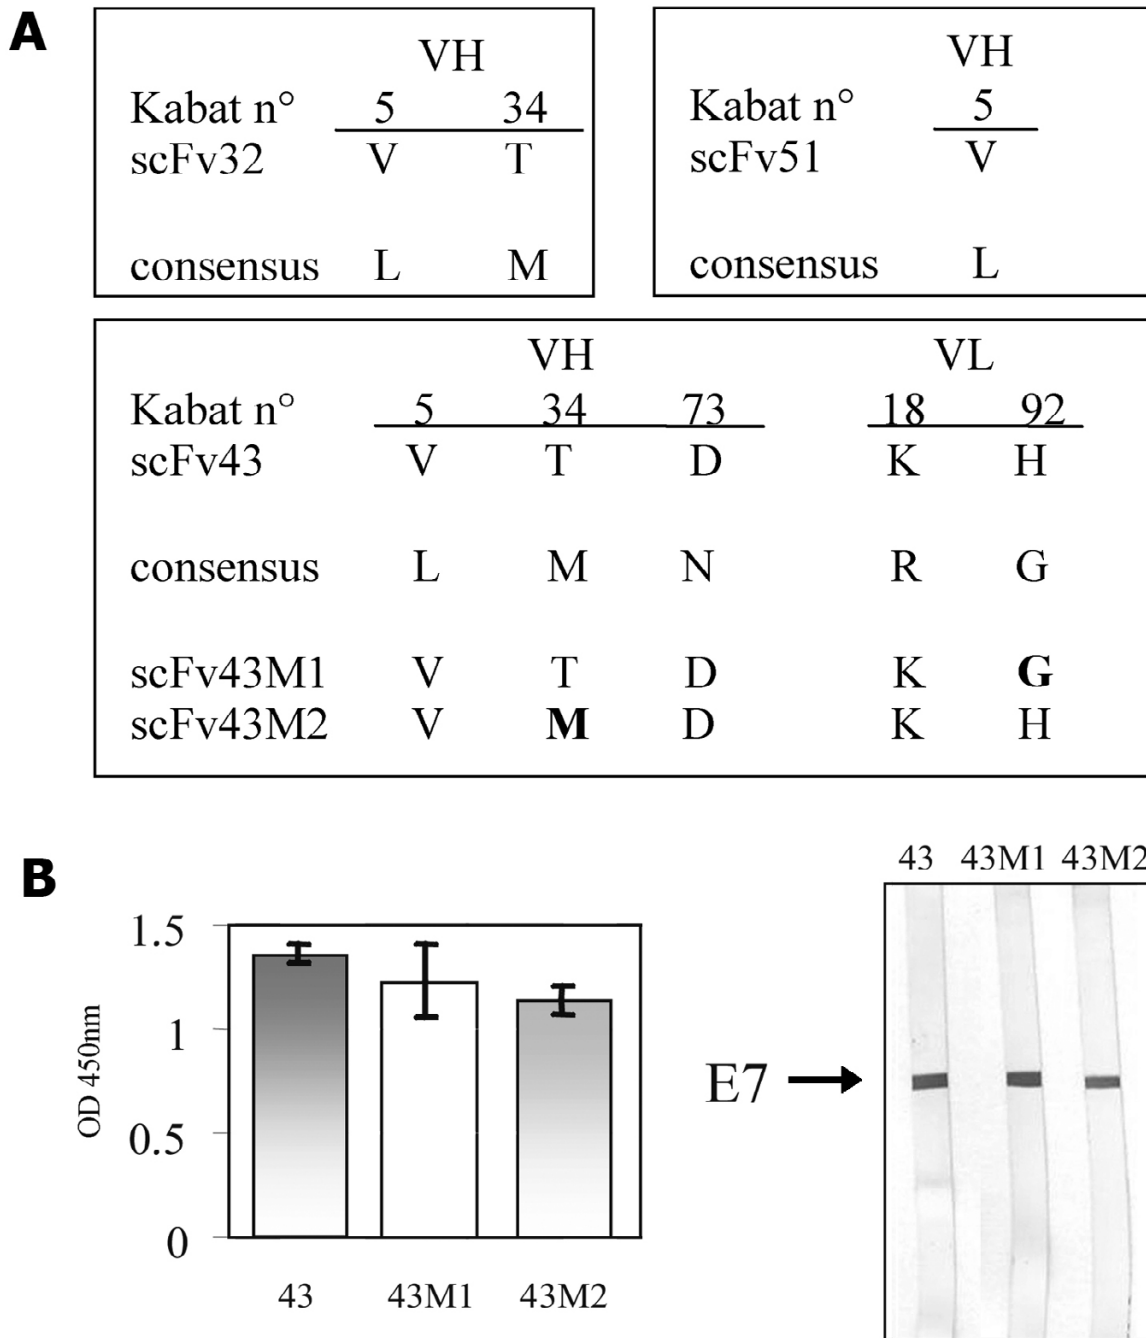 A
VH
Kabat n° 5 34
scFv32 V T
consensus L M
VH
Kabat n° 5
scFv51 V
consensus L
VH VL
Kabat n° 5 34 73 18 92
scFv43 V T D K H
consensus L M N R G
scFv43M1 V T D K G
scFv43M2 V M D K H
B
OD 450nm
1.5
1
0.5
0
43 43M1 43M2
E7
43 43M1 43M2